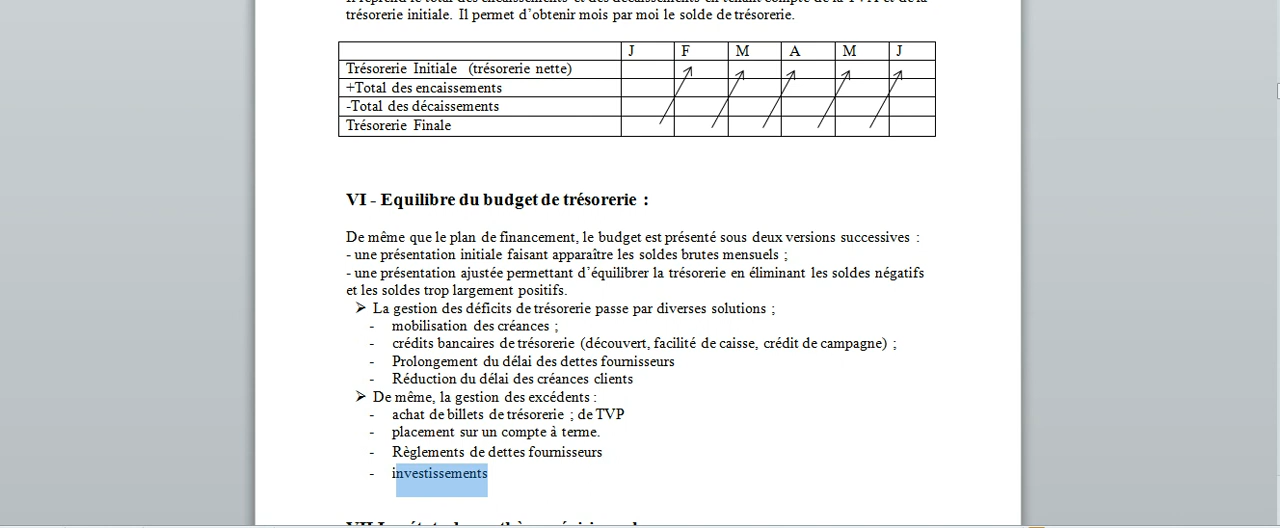 trésorerie initiale. Il permet d'obtenir mois par moi le solde de trésorerie.
J F M A M J
Trésorerie Initiale (trésorerie nette)
+Total des encaissements
-Total des décaissements
Trésorerie Finale
VI - Equilibre du budget de trésorerie :
De même que le plan de financement, le budget est présenté sous deux versions successives :
- une présentation initiale faisant apparaître les soldes brutes mensuels ;
- une présentation ajustée permettant d'équilibrer la trésorerie en éliminant les soldes négatifs
et les soldes trop largement positifs.
➢ La gestion des déficits de trésorerie passe par diverses solutions ;
- mobilisation des créances ;
- crédits bancaires de trésorerie (découvert, facilité de caisse, crédit de campagne) ;
- Prolongement du délai des dettes fournisseurs
- Réduction du délai des créances clients
➢ De même, la gestion des excédents :
- achat de billets de trésorerie ; de TVP
- placement sur un compte à terme.
- Règlements de dettes fournisseurs
- investissements